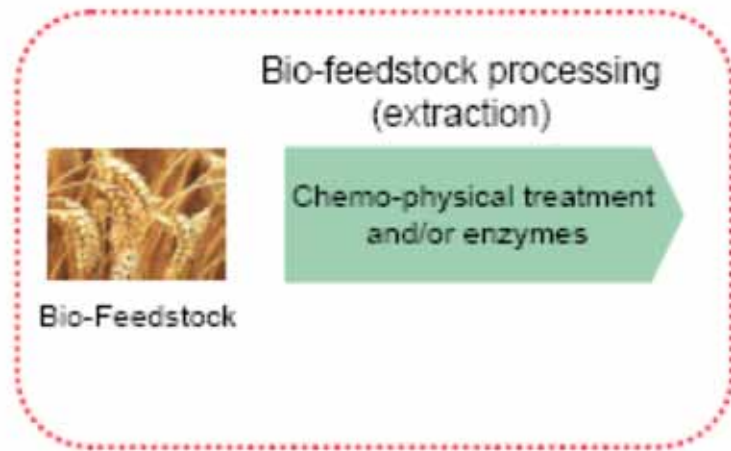 Bio-feedstock processing
(extraction)
Chemo-physical treatment
and/or enzymes
Bio-Feedstock